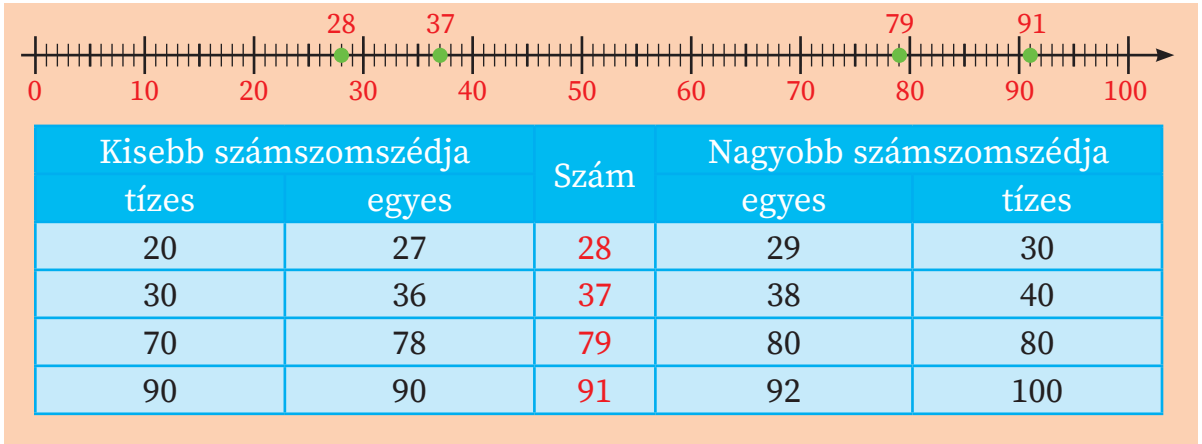 28 37 79 91
0 10 20 30 40 50 60 70 80 90 100
Kisebb számszomszédja Szám Nagyobb számszomszédja
tízes egyes egyes tízes
20 27 28 29 30
30 36 37 38 40
70 78 79 80 80
90 90 91 92 100